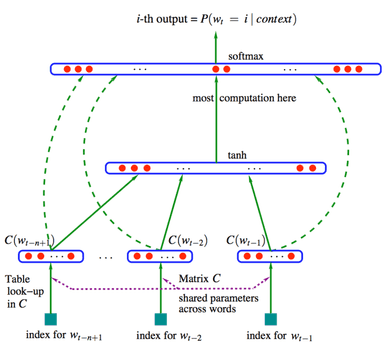 i-th output = P(w_t = i | context)
softmax
... ...
most computation here
tanh
... ...
C(w_{t−n+1}) C(w_{t−2}) C(w_{t−1})
... ... ... ...
Table look–up in C
Matrix C
shared parameters across words
index for w_{t−n+1} index for w_{t−2} index for w_{t−1}